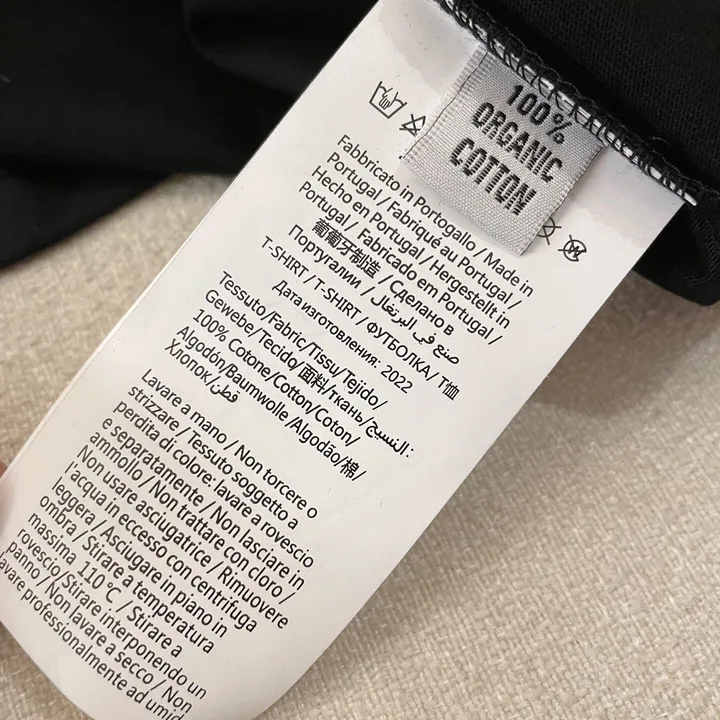 100%
ORGANIC
COTTON
Fabbricato in Portogallo / Made in
Portugal / Fabriqué au Portugal /
Hecho en Portugal / Hergestellt in
Portugal / Fabricado em Portugal /
葡萄牙制造 / Сделано в
Португалии / صنع في البرتغال
T-SHIRT / T-SHIRT / ФУТБОЛКА / T恤
Дата изготовления: 2022
Tessuto/Fabric/Tissu/Tejido/
Gewebe/Tecido/面料/ткань/النسيج:
100% Cotone/Cotton/Coton/
Algodón/Baumwolle /Algodão/棉/
Хлопок/قطن
Lavare a mano / Non torcere o
strizzare / Tessuto soggetto a
perdita di colore: lavare a rovescio
e separatamente / Non lasciare in
ammollo / Non trattare con cloro /
Non usare asciugatrice / Rimuovere
l'acqua in eccesso con centrifuga
leggera / Asciugare in piano in
ombra / Stirare a temperatura
massima 110°C / Stirare a
rovescio/Stirare interponendo un
panno / Non lavare a secco / Non
lavare professionalmente ad umid